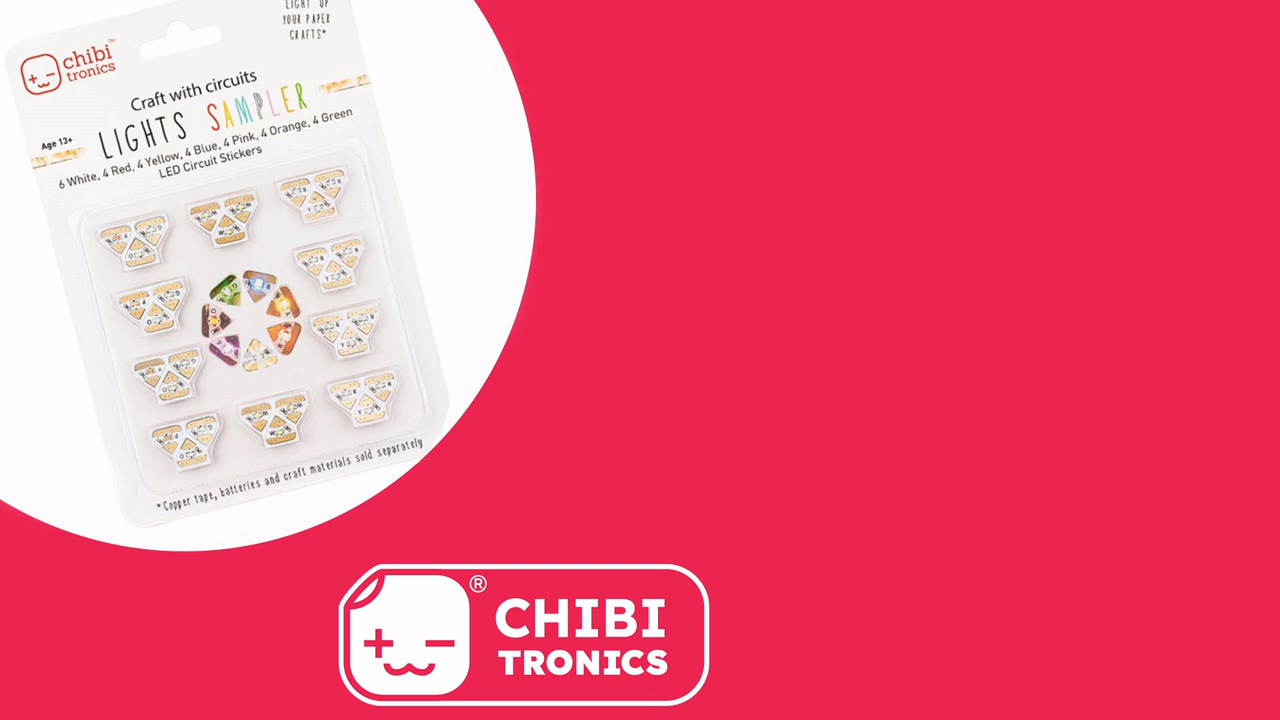 LIGHT UP
YOUR PAPER
CRAFTS*
chibi™
tronics
Craft with circuits
LIGHTS SAMPLER
Age 13+
6 White, 4 Red, 4 Yellow, 4 Blue, 4 Pink, 4 Orange, 4 Green
LED Circuit Stickers
*Copper tape, batteries and craft materials sold separately
®
CHIBI
TRONICS